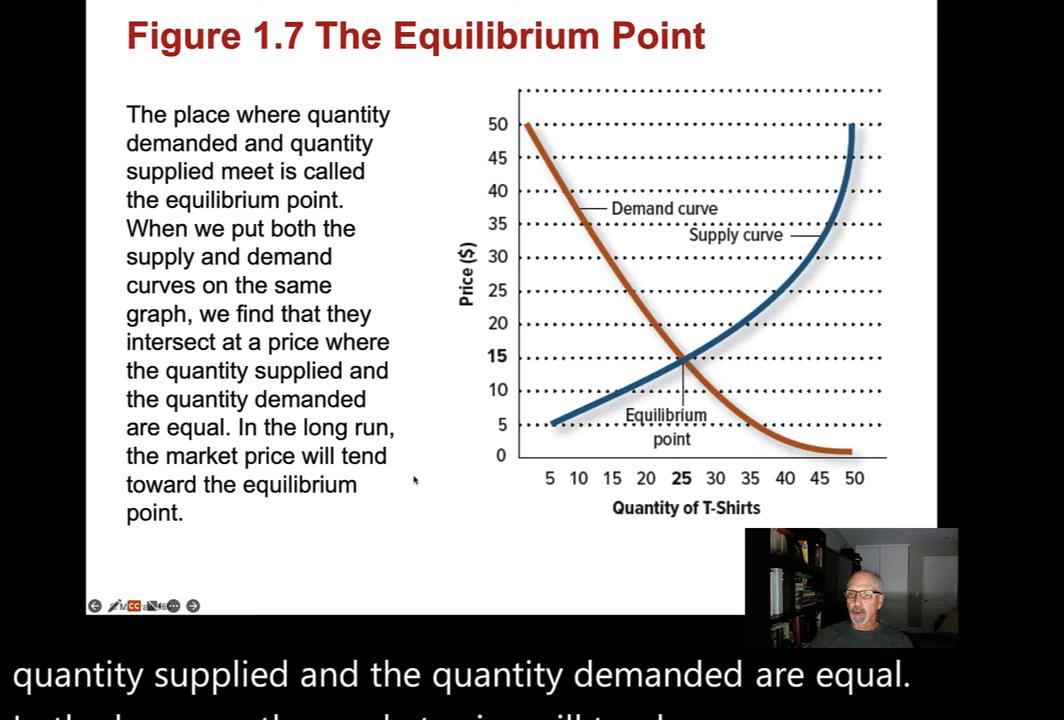 Figure 1.7 The Equilibrium Point
The place where quantity
demanded and quantity
supplied meet is called
the equilibrium point.
When we put both the
supply and demand
curves on the same
graph, we find that they
intersect at a price where
the quantity supplied and
the quantity demanded
are equal. In the long run,
the market price will tend
toward the equilibrium
point.
Price ($)
50
45
40
35
30
25
20
15
10
5
0
Demand curve
Supply curve
Equilibrium
point
5 10 15 20 25 30 35 40 45 50
Quantity of T-Shirts
CC
quantity supplied and the quantity demanded are equal.